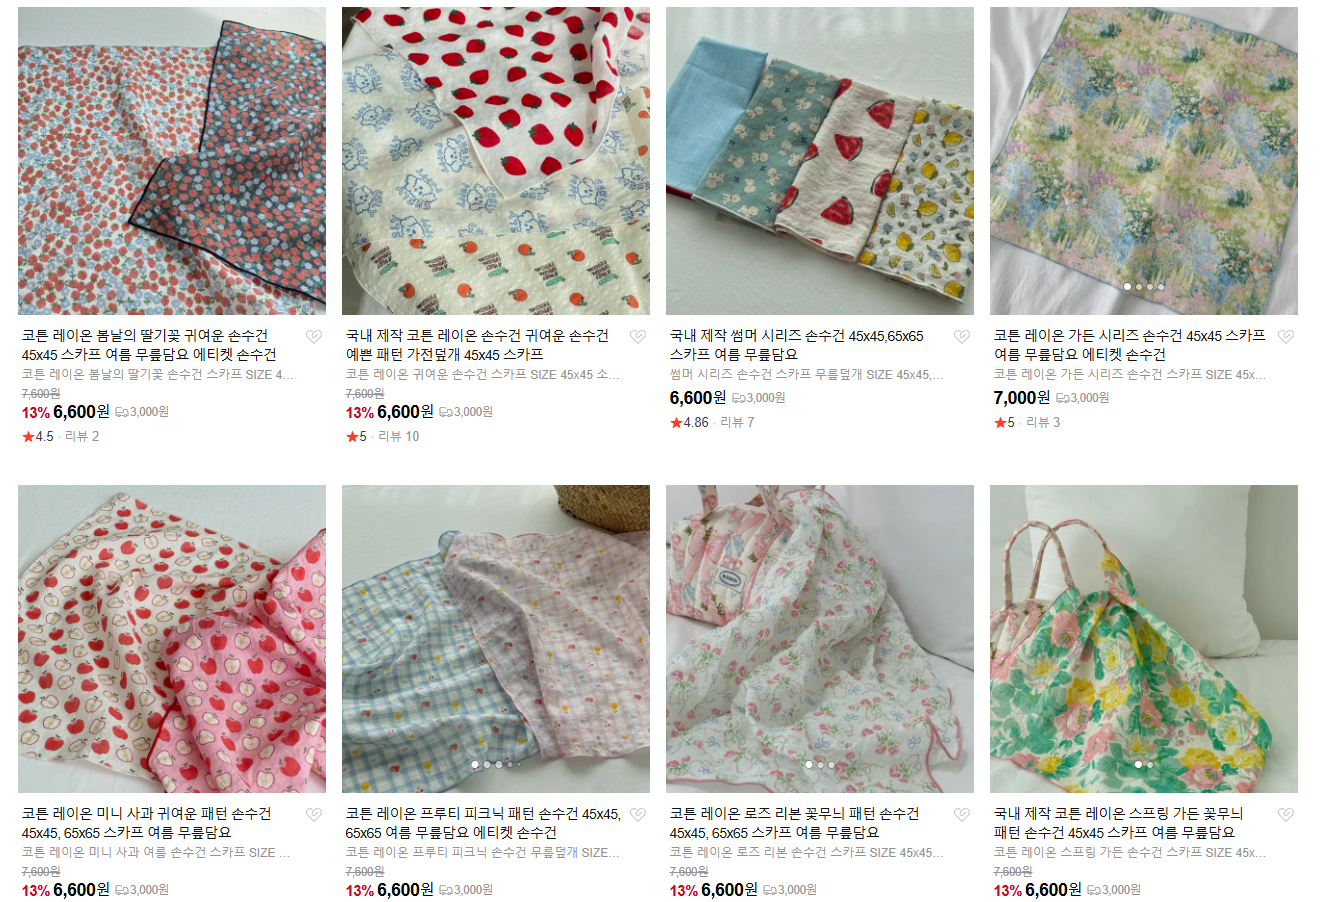 코튼 레이온 봄날의 딸기꽃 귀여운 손수건
45x45 스카프 여름 무릎담요 에티켓 손수건
코튼 레이온 봄날의 딸기꽃 손수건 스카프 SIZE 4...
7,600원
13% 6,600원 3,000원
★4.5 · 리뷰 2
국내 제작 코튼 레이온 손수건 귀여운 손수건
예쁜 패턴 가전덮개 45x45 스카프
코튼 레이온 귀여운 손수건 스카프 SIZE 45x45 소...
7,600원
13% 6,600원 3,000원
★5 · 리뷰 10
국내 제작 썸머 시리즈 손수건 45x45,65x65
스카프 여름 무릎담요
썸머 시리즈 손수건 스카프 무릎덮개 SIZE 45x45,...
6,600원 3,000원
★4.86 · 리뷰 7
코튼 레이온 가든 시리즈 손수건 45x45 스카프
여름 무릎담요 에티켓 손수건
코튼 레이온 가든 시리즈 손수건 스카프 SIZE 45x...
7,000원 3,000원
★5 · 리뷰 3
코튼 레이온 미니 사과 귀여운 패턴 손수건
45x45, 65x65 스카프 여름 무릎담요
코튼 레이온 미니 사과 여름 손수건 스카프 SIZE ...
7,600원
13% 6,600원 3,000원
코튼 레이온 프루티 피크닉 패턴 손수건 45x45,
65x65 여름 무릎담요 에티켓 손수건
코튼 레이온 프루티 피크닉 손수건 무릎덮개 SIZE...
7,600원
13% 6,600원 3,000원
코튼 레이온 로즈 리본 꽃무늬 패턴 손수건
45x45, 65x65 스카프 여름 무릎담요
코튼 레이온 로즈 리본 손수건 스카프 SIZE 45x45...
7,600원
13% 6,600원 3,000원
국내 제작 코튼 레이온 스프링 가든 꽃무늬
패턴 손수건 45x45 스카프 여름 무릎담요
코튼 레이온 스프링 가든 손수건 스카프 SIZE 45x...
7,600원
13% 6,600원 3,000원